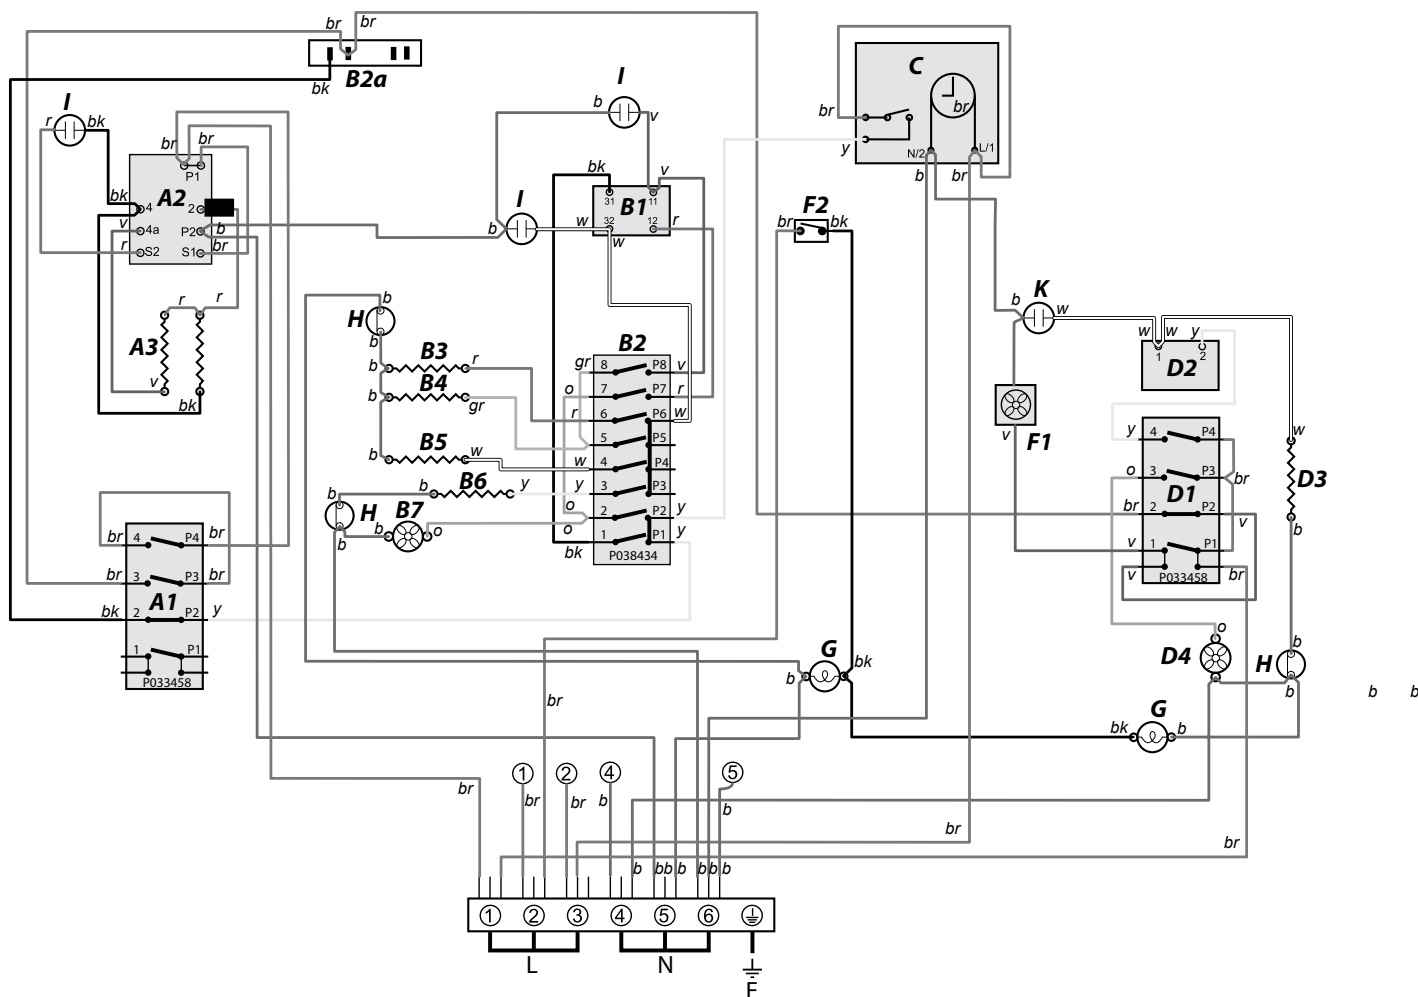 br br
B2a
bk
I
r bk
br br
P1
A2
bk 4 2
v 4a P2 b
r S2 S1 br
r r
A3
v
bk
br 4 P4 br
br 3 P3 br
A1
bk 2 P2 y
1 P1
P033458
I
b v
bk v
31 11
B1
I
b w 32 12 r
w
b
H
b
B3
b r
B4
b gr
B5
b w
B6
b y
b
H B7
b o
b
B2
gr 8 P8 v
o 7 P7 r
r 6 P6 w
5 P5
w 4 P4
y 3 P3
o 2 P2 y
o
1 P1 y
bk
P038434
C
br br
y
N/2 L/1
b br
F2
br bk
K
b w
w w y
1 2
D2
F1
v
y 4 P4
o 3 P3 br
D1
br 2 P2
v
v 1 P1
v br
P033458
w
D3
b
o
D4
b
H
b b b
G
b bk
G
bk b
br
br
1 2 4 5
br br b b
br
br
b bb b bb b
1 2 3 4 5 6
L N F